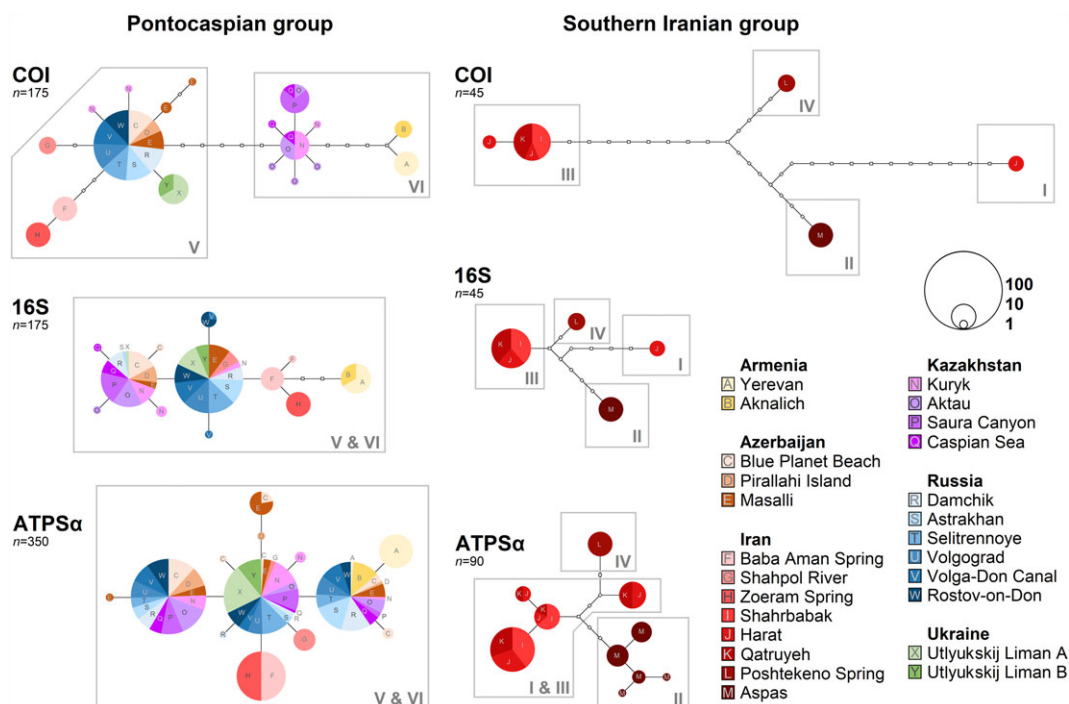 Pontocaspian group
Southern Iranian group
COI
n=175
V
VI
COI
n=45
III
IV
I
II
16S
n=175
V & VI
16S
n=45
III
IV
I
II
ATPSα
n=350
V & VI
ATPSα
n=90
IV
I & III
II
100
10
1
Armenia
A Yerevan
B Aknalich
Azerbaijan
C Blue Planet Beach
D Pirallahi Island
E Masalli
Iran
F Baba Aman Spring
G Shahpol River
H Zoeram Spring
I Shahrbabak
J Harat
K Qatruyeh
L Poshtekeno Spring
M Aspas
Kazakhstan
N Kuryk
O Aktau
P Saura Canyon
Q Caspian Sea
Russia
R Damchik
S Astrakhan
T Selitrennoye
U Volgograd
V Volga-Don Canal
W Rostov-on-Don
Ukraine
X Utlyukskij Liman A
Y Utlyukskij Liman B